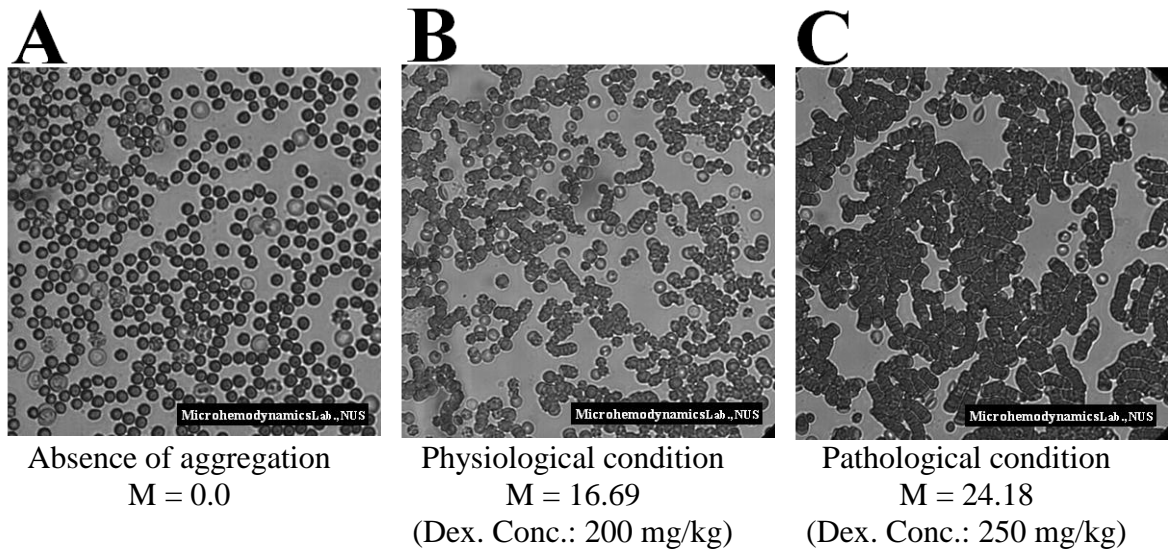 A
B
C
MicrohemodynamicsLab.,NUS
MicrohemodynamicsLab.,NUS
MicrohemodynamicsLab.,NUS
Absence of aggregation
M = 0.0
Physiological condition
M = 16.69
(Dex. Conc.: 200 mg/kg)
Pathological condition
M = 24.18
(Dex. Conc.: 250 mg/kg)